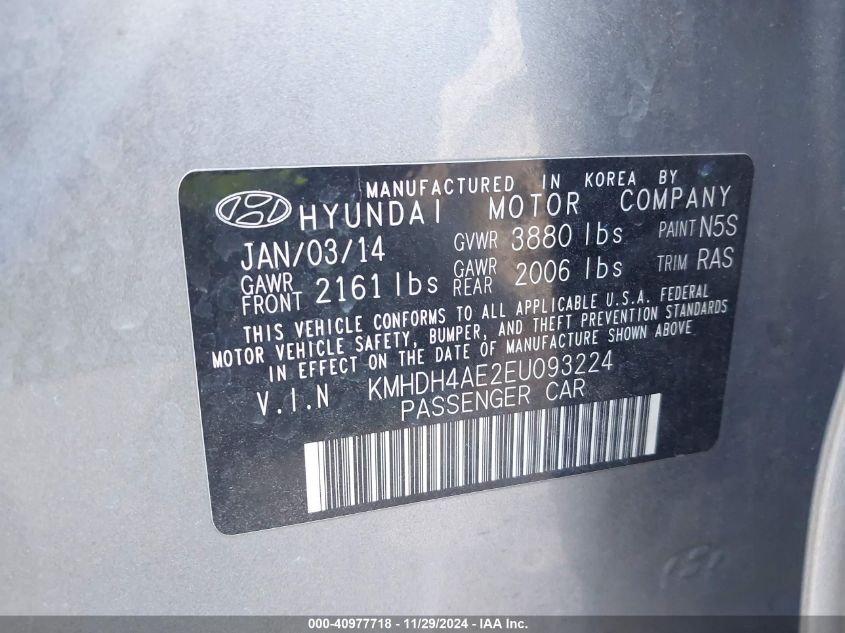 MANUFACTURED IN KOREA BY
HYUNDAI MOTOR COMPANY
JAN/03/14 GVWR 3880 lbs PAINT N5S
GAWR FRONT 2161 lbs GAWR REAR 2006 lbs TRIM RAS
THIS VEHICLE CONFORMS TO ALL APPLICABLE U.S.A. FEDERAL
MOTOR VEHICLE SAFETY, BUMPER, AND THEFT PREVENTION STANDARDS
IN EFFECT ON THE DATE OF MANUFACTURE SHOWN ABOVE
V.I.N KMHDH4AE2EU093224
PASSENGER CAR
000-40977718 - 11/29/2024 - IAA Inc.